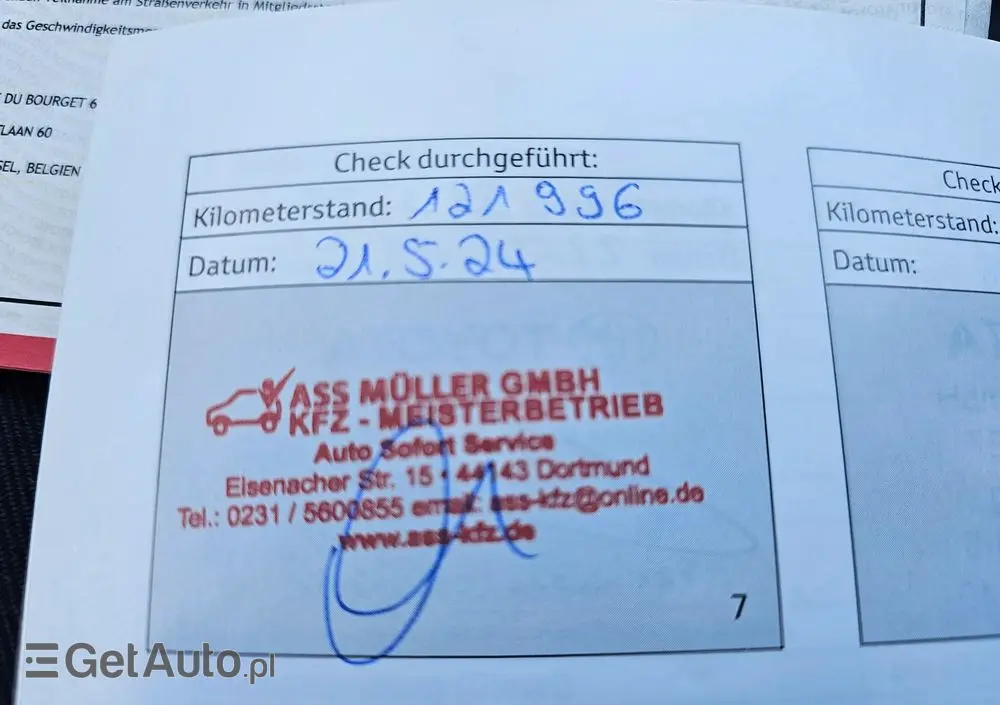 das Geschwindigkeitsme
DU BOURGET 6
LAAN 60
SEL, BELGIEN
Check durchgeführt:
Kilometerstand: 121 996
Datum: 21.5.24
ASS MÜLLER GMBH
KFZ - MEISTERBETRIEB
Auto Sofort Service
Eisenacher Str. 15 · 44143 Dortmund
Tel.: 0231 / 5600855 email: ass-kfz@online.de
www.ass-kfz.de
7
Check
Kilometerstand:
Datum:
GetAuto.pl